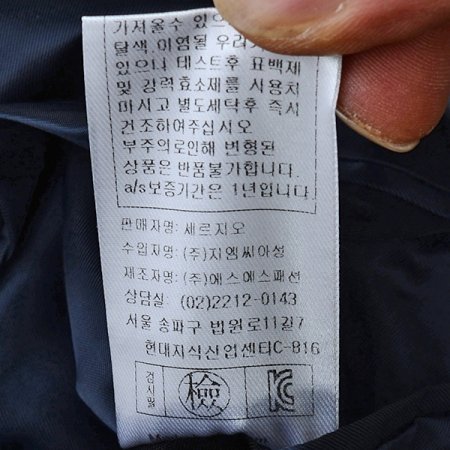 가져올수 있으
탈색 이염될 우려가
있으니 테스트후 표백제
및 강력효소제를 사용치
마시고 별도세탁후 즉시
건조하여주십시오
부주의로인해 변형된
상품은 반품불가합니다.
a/s보증기간은 1년입니다.
판매자명: 세르지오
수입자명: (주)지엠씨아성
제조자명: (주)에스에스패션
상담실: (02)2212-0143
서울 송파구 법원로11길7
현대지식산업센터C-816
검사필 檢 KC